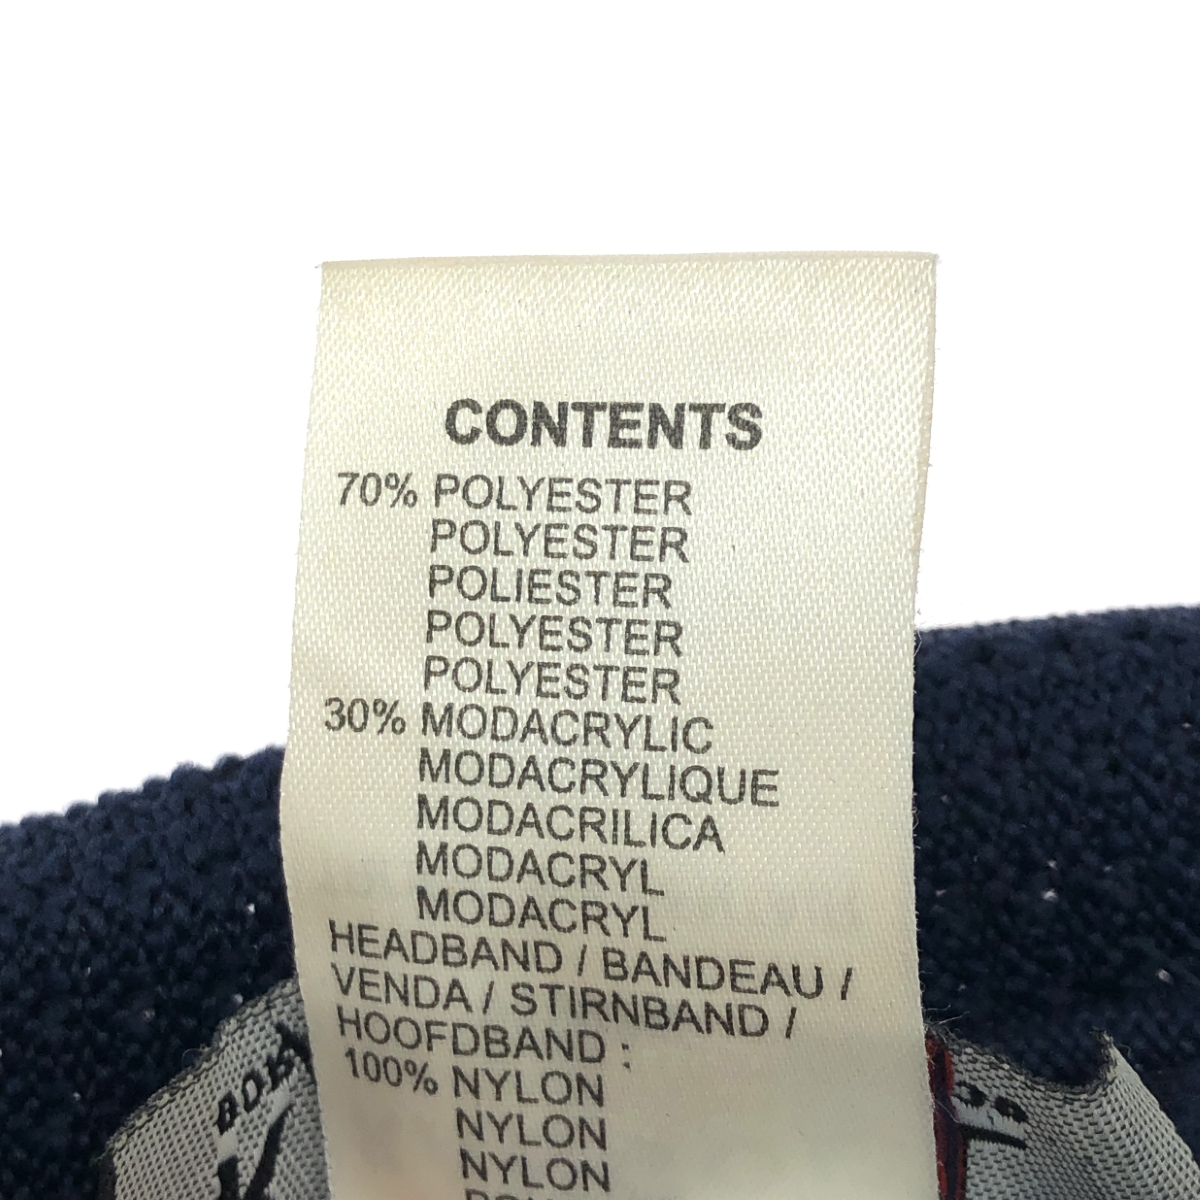 CONTENTS
70% POLYESTER
POLYESTER
POLIESTER
POLYESTER
POLYESTER
30% MODACRYLIC
MODACRYLIQUE
MODACRILICA
MODACRYL
MODACRYL
HEADBAND / BANDEAU /
VENDA / STIRNBAND /
HOOFDBAND :
100% NYLON
NYLON
NYLON